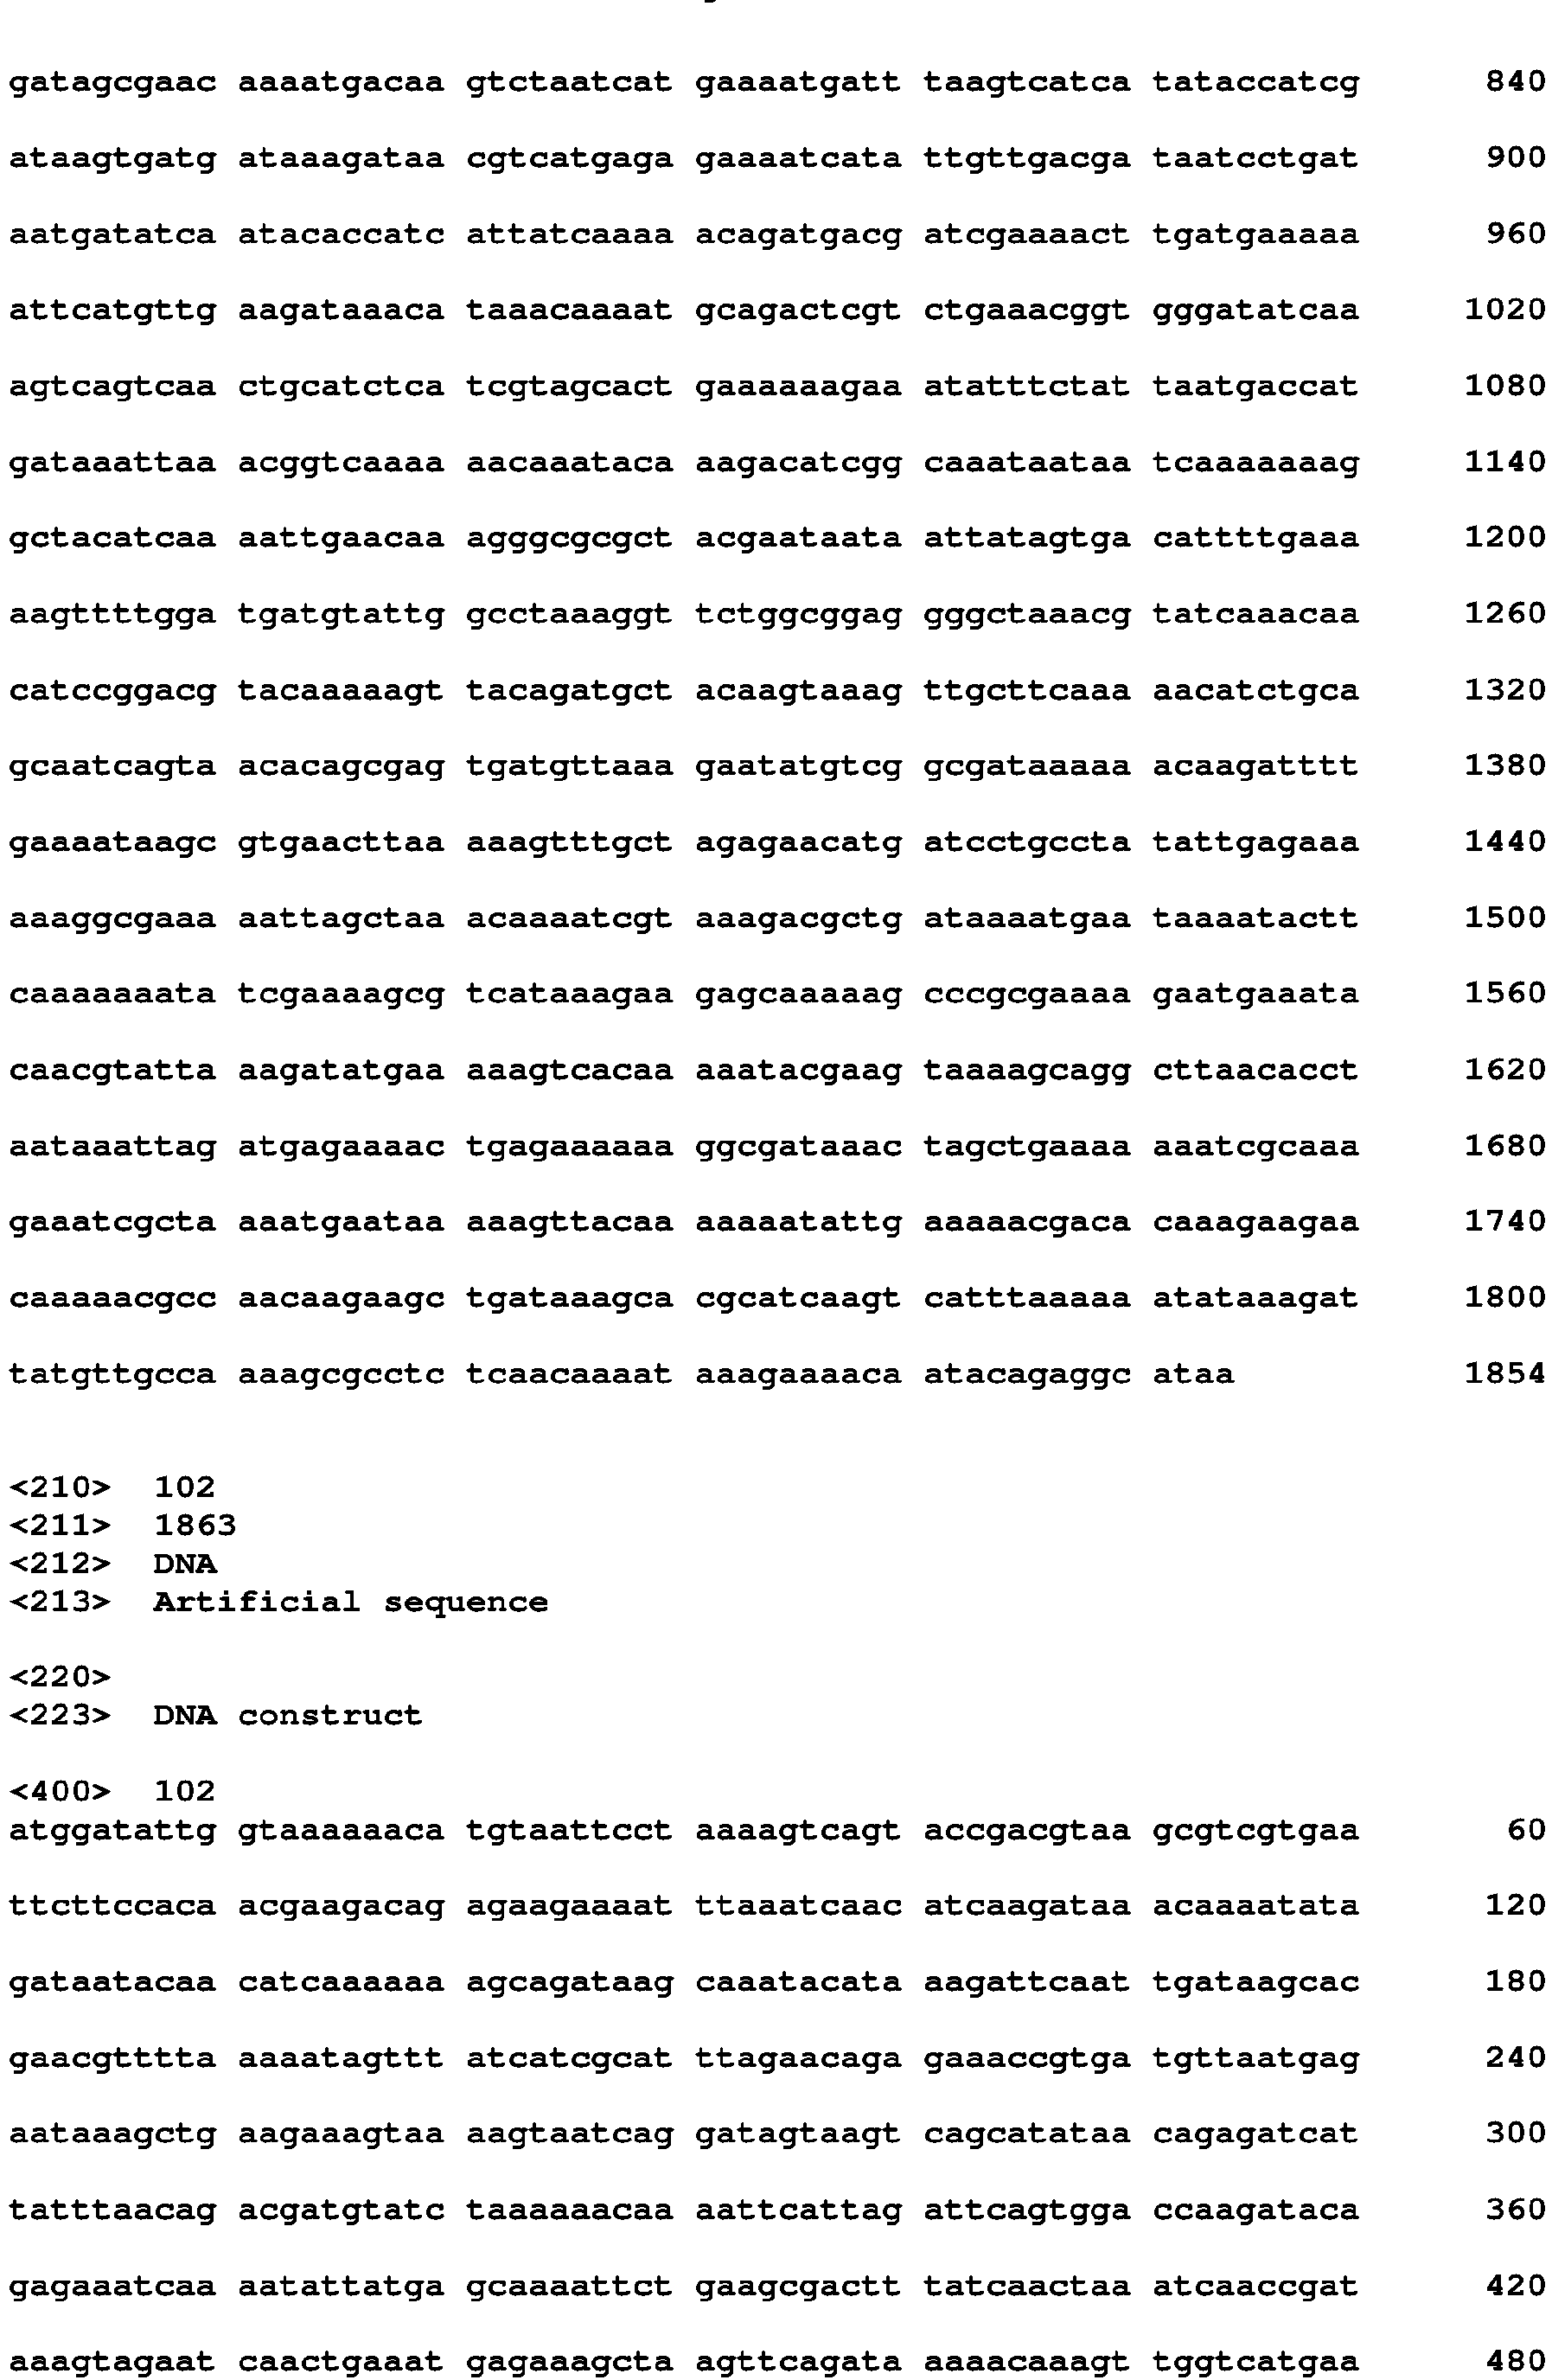 gatagcgaac aaaatgacaa gtctaatcat gaaaatgatt taagtcatca tataccatcg 840
ataagtgatg ataaagataa cgtcatgaga gaaaatcata ttgttgacga taatcctgat 900
aatgatatca atacaccatc attatcaaaa acagatgacg atcgaaaact tgatgaaaaa 960
attcatgttg aagataaaca taaacaaaat gcagactcgt ctgaaacggt gggatatcaa 1020
agtcagtcaa ctgcatctca tcgtagcact gaaaaaagaa atatttctat taatgaccat 1080
gataaattaa acggtcaaaa aacaaataca aagacatcgg caaataataa tcaaaaaaag 1140
gctacatcaa aattgaacaa agggcgcgct acgaataata attatagtga cattttgaaa 1200
aagttttgga tgatgtattg gcctaaaggt tctggcggag gggctaaacg tatcaaacaa 1260
catccggacg tacaaaaagt tacagatgct acaagtaaag ttgcttcaaa aacatctgca 1320
gcaatcagta acacagcgag tgatgttaaa gaatatgtcg gcgataaaaa acaagatttt 1380
gaaaataagc gtgaacttaa aaagtttgct agagaacatg atcctgccta tattgagaaa 1440
aaaggcgaaa aattagctaa acaaaatcgt aaagacgctg ataaaatgaa taaaatactt 1500
caaaaaaata tcgaaaagcg tcataaagaa gagcaaaaag cccgcgaaaa gaatgaaata 1560
caacgtatta aagatatgaa aaagtcacaa aaatacgaag taaaagcagg cttaacacct 1620
aataaattag atgagaaaac tgagaaaaaa ggcgataaac tagctgaaaa aaatcgcaaa 1680
gaaatcgcta aaatgaataa aaagttacaa aaaaatattg aaaaacgaca caaagaagaa 1740
caaaaacgcc aacaagaagc tgataaagca cgcatcaagt catttaaaaa atataaagat 1800
tatgttgcca aaagcgcctc tcaacaaaat aaagaaaaca atacagaggc ataa 1854
<210> 102
<211> 1863
<212> DNA
<213> Artificial sequence
<220>
<223> DNA construct
<400> 102
atggatattg gtaaaaaaca tgtaattcct aaaagtcagt accgacgtaa gcgtcgtgaa 60
ttcttccaca acgaagacag agaagaaaat ttaaatcaac atcaagataa acaaaatata 120
gataatacaa catcaaaaaa agcagataag caaatacata aagattcaat tgataagcac 180
gaacgtttta aaaatagttt atcatcgcat ttagaacaga gaaaccgtga tgttaatgag 240
aataaagctg aagaaagtaa aagtaatcag gatagtaagt cagcatataa cagagatcat 300
tatttaacag acgatgtatc taaaaaacaa aattcattag attcagtgga ccaagataca 360
gagaaatcaa aatattatga gcaaaattct gaagcgactt tatcaactaa atcaaccgat 420
aaagtagaat caactgaaat gagaaagcta agttcagata aaaacaaagt tggtcatgaa 480